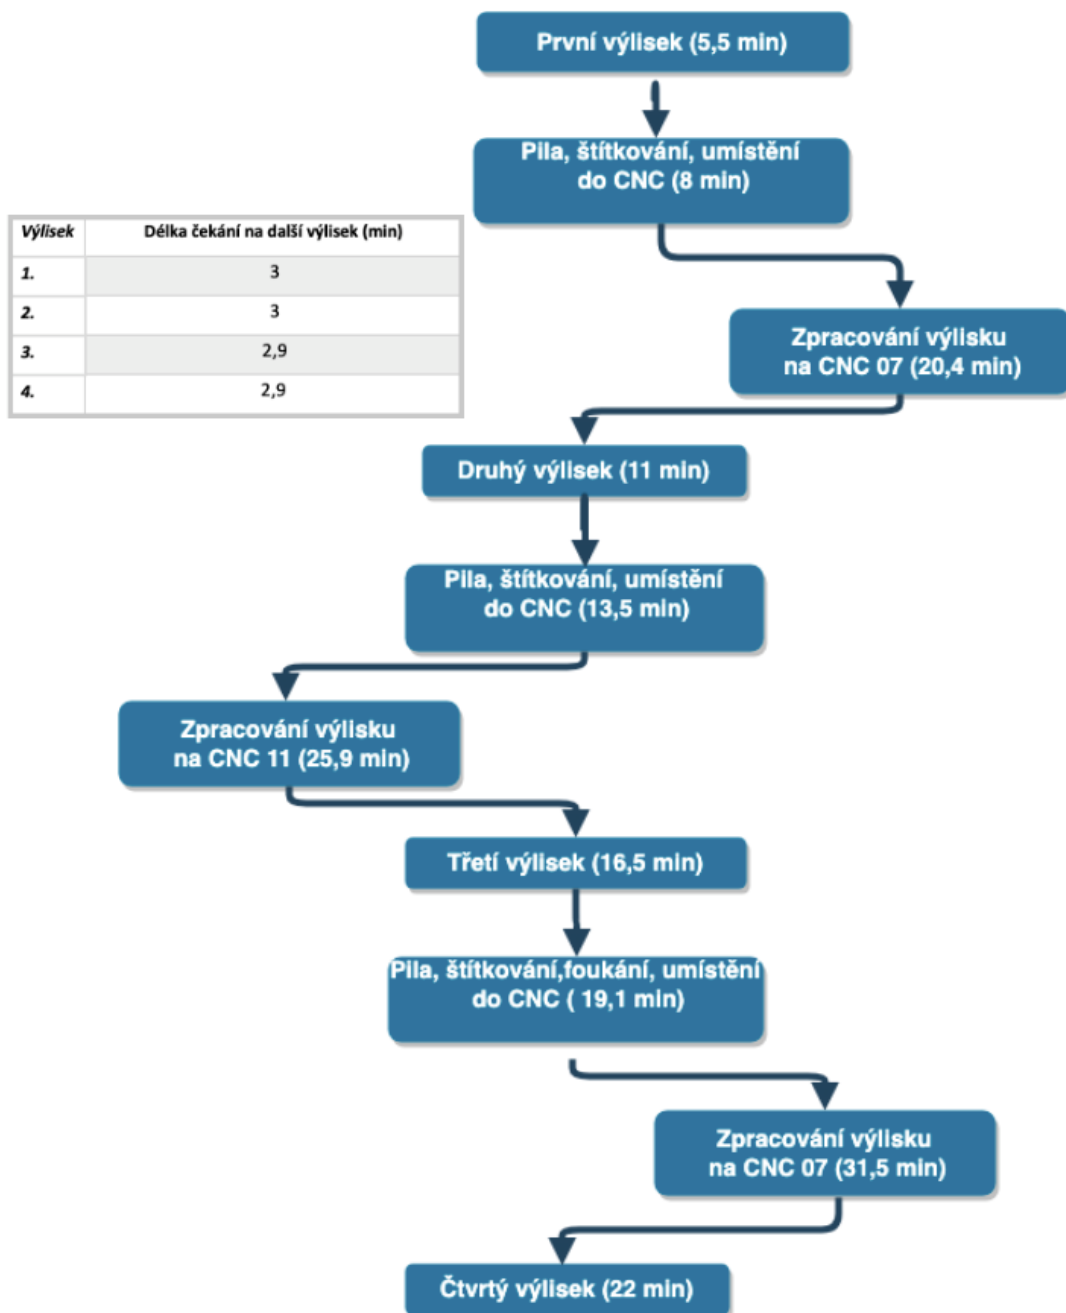 První výlisek (5,5 min)
Pila, štítkování, umístění
do CNC (8 min)
Výlisek Délka čekání na další výlisek (min)
1. 3
2. 3
3. 2,9
4. 2,9
Zpracování výlisku
na CNC 07 (20,4 min)
Druhý výlisek (11 min)
Pila, štítkování, umístění
do CNC (13,5 min)
Zpracování výlisku
na CNC 11 (25,9 min)
Třetí výlisek (16,5 min)
Pila, štítkování,foukání, umístění
do CNC ( 19,1 min)
Zpracování výlisku
na CNC 07 (31,5 min)
Čtvrtý výlisek (22 min)